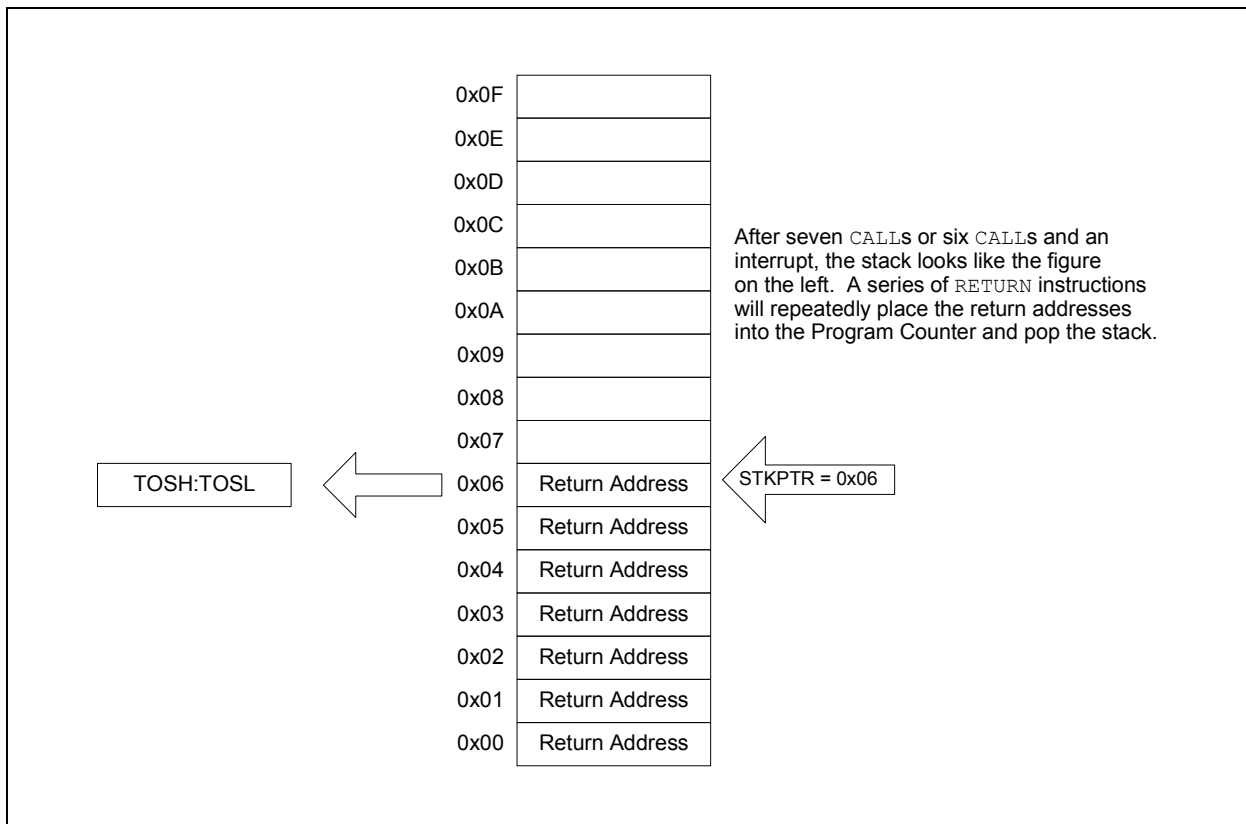 0x0F
0x0E
0x0D
0x0C
0x0B
0x0A
0x09
0x08
0x07
After seven CALLs or six CALLs and an
interrupt, the stack looks like the figure
on the left. A series of RETURN instructions
will repeatedly place the return addresses
into the Program Counter and pop the stack.
TOSH:TOSL
0x06 Return Address
STKPTR = 0x06
0x05 Return Address
0x04 Return Address
0x03 Return Address
0x02 Return Address
0x01 Return Address
0x00 Return Address